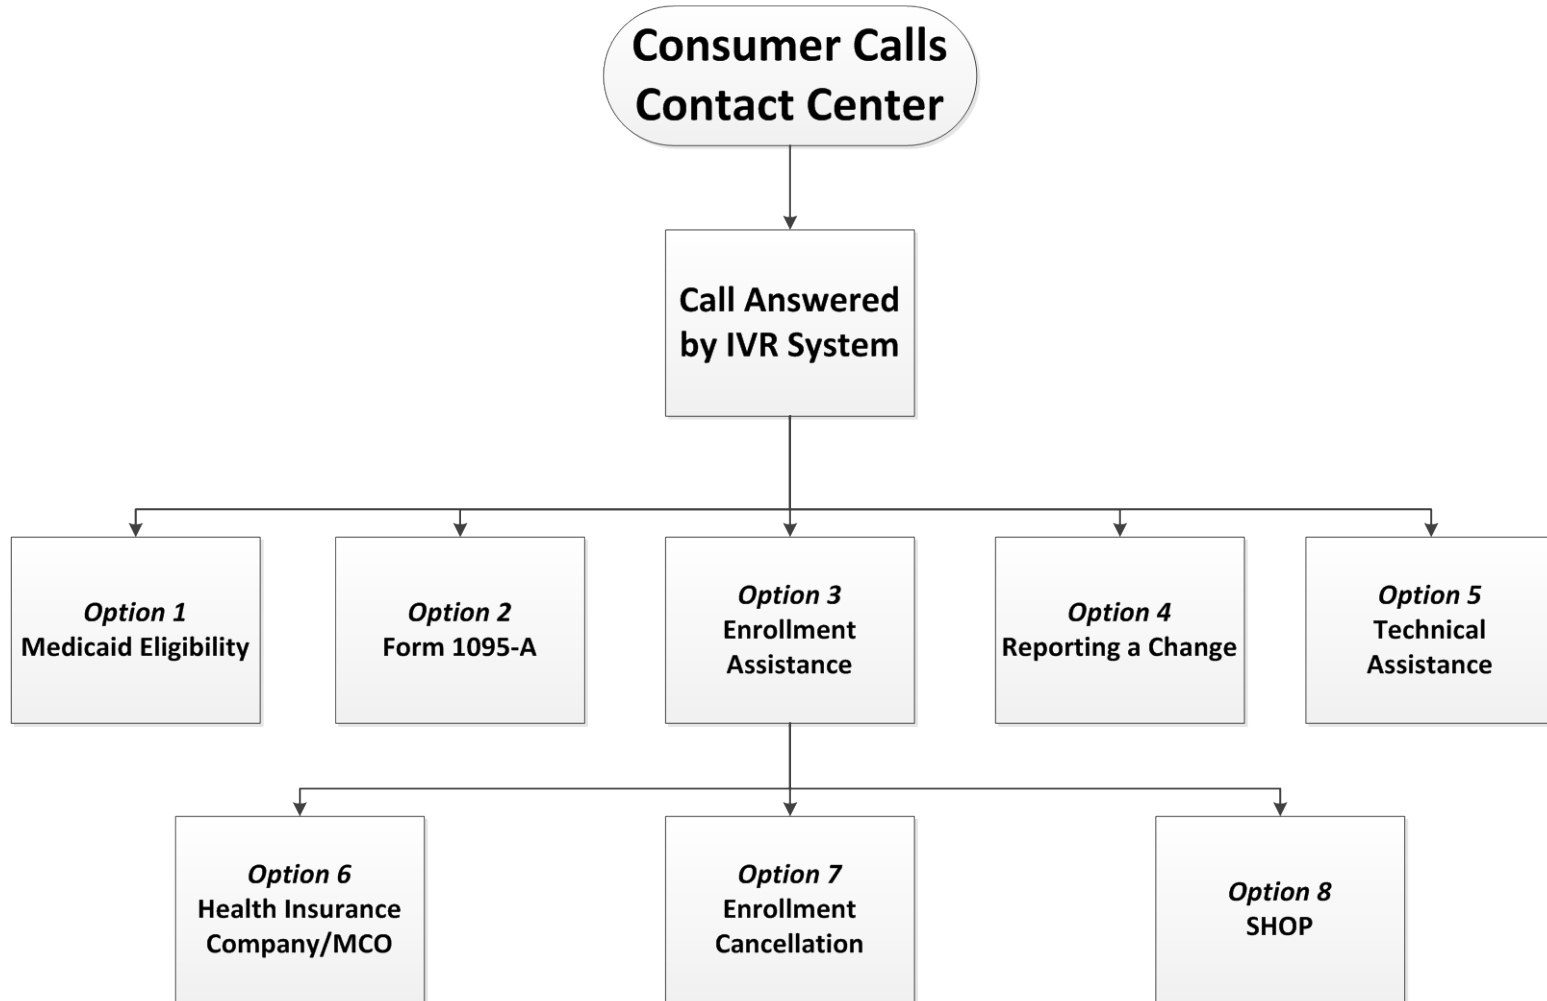 Consumer Calls
Contact Center
Call Answered
by IVR System
Option 1
Medicaid Eligibility
Option 2
Form 1095-A
Option 3
Enrollment
Assistance
Option 4
Reporting a Change
Option 5
Technical
Assistance
Option 6
Health Insurance
Company/MCO
Option 7
Enrollment
Cancellation
Option 8
SHOP